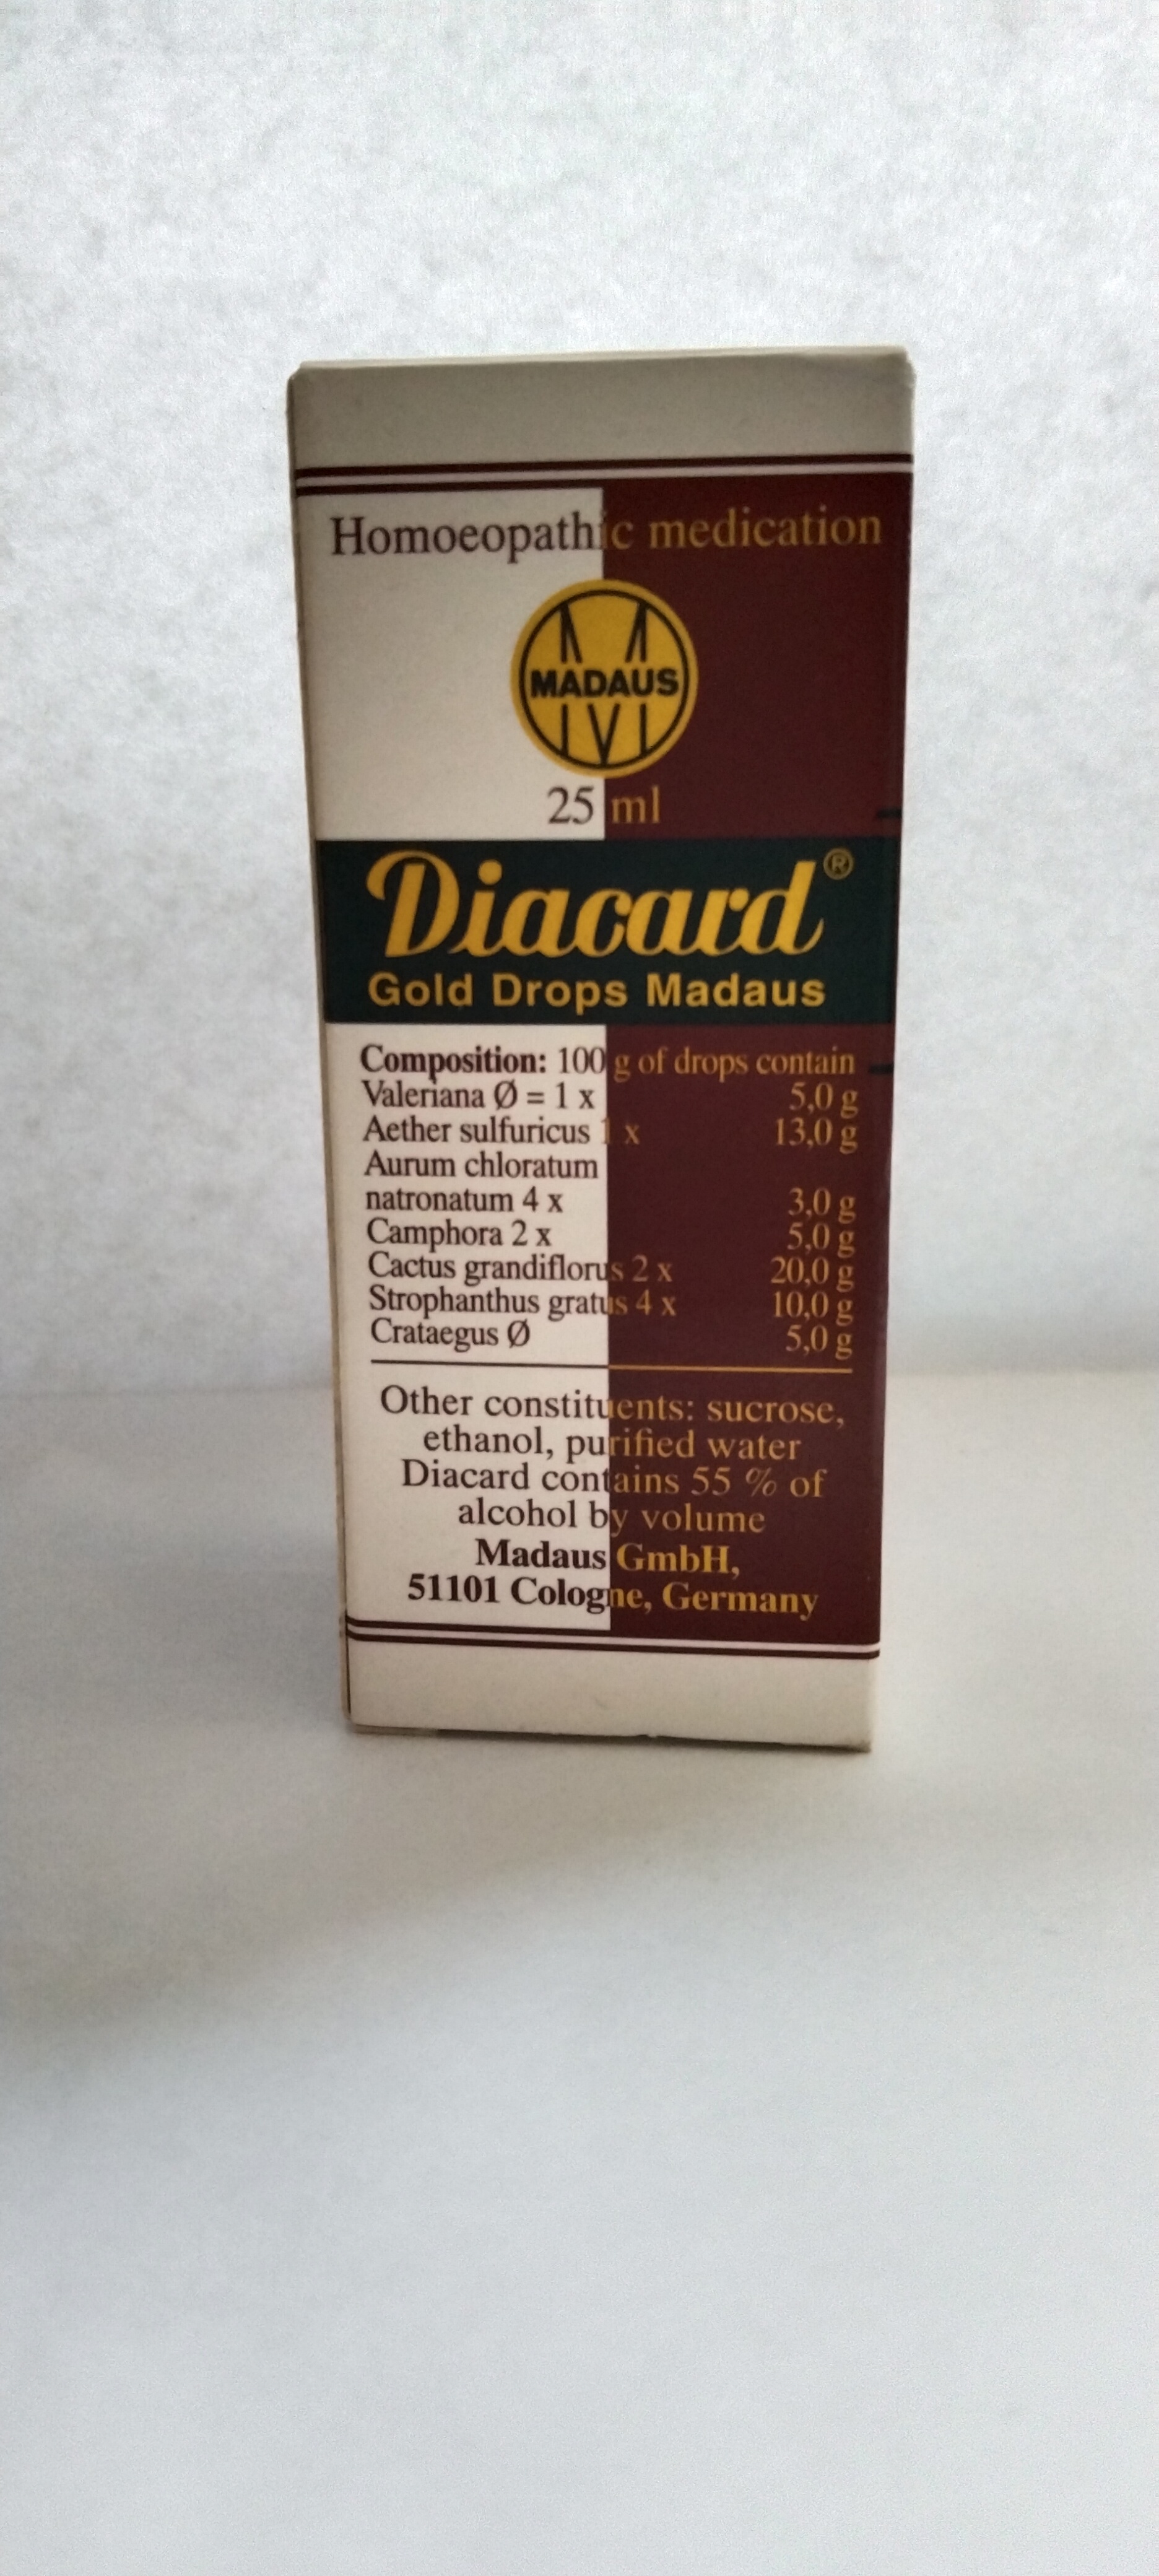 Homoeopathic medication
MADAUS
25 ml
Diacard®
Gold Drops Madaus
Composition: 100 g of drops contain
Valeriana Ø = 1 x 5,0 g
Aether sulfuricus 1 x 13,0 g
Aurum chloratum
natronatum 4 x 3,0 g
Camphora 2 x 5,0 g
Cactus grandiflorus 2 x 20,0 g
Strophanthus gratus 4 x 10,0 g
Crataegus Ø 5,0 g
Other constituents: sucrose,
ethanol, purified water
Diacard contains 55 % of
alcohol by volume
Madaus GmbH,
51101 Cologne, Germany